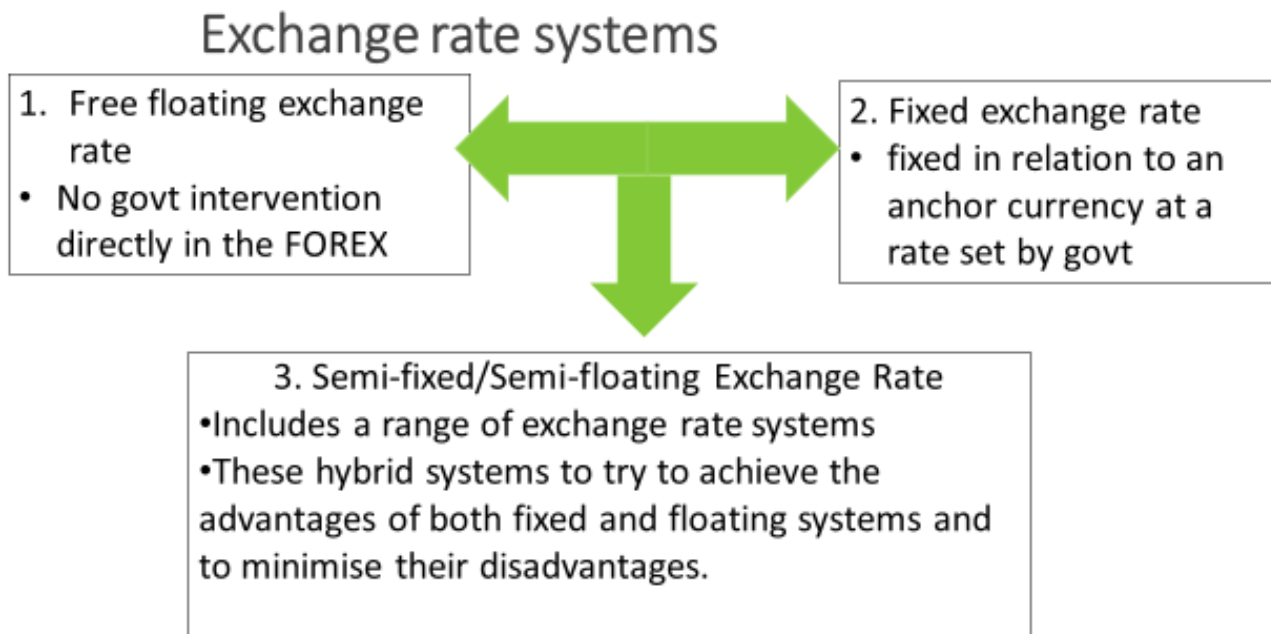 Exchange rate systems
1. Free floating exchange
rate
• No govt intervention
directly in the FOREX
2. Fixed exchange rate
• fixed in relation to an
anchor currency at a
rate set by govt
3. Semi-fixed/Semi-floating Exchange Rate
•Includes a range of exchange rate systems
•These hybrid systems to try to achieve the
advantages of both fixed and floating systems and
to minimise their disadvantages.